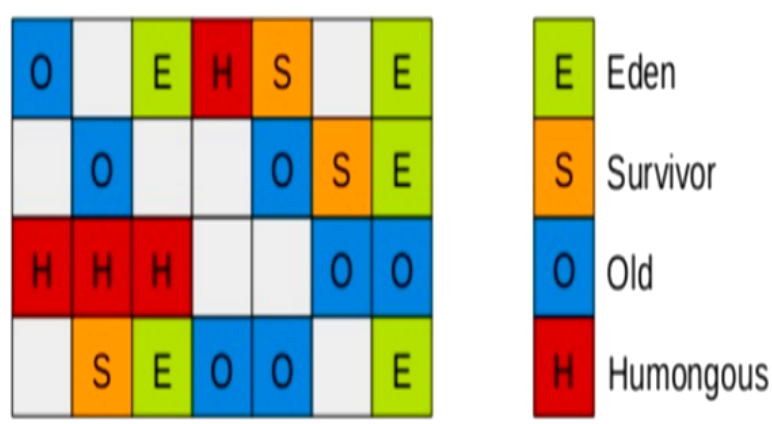 O E H S E E Eden
O O S E S Survivor
H H H O O O Old
S E O O E H Humongous